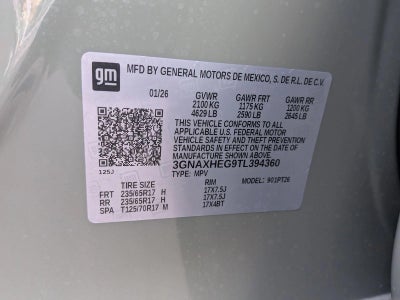 gm
MFD BY GENERAL MOTORS DE MEXICO, S. DE R.L. DE C.V.
01/26 GVWR GAWR FRT GAWR RR
2100 KG 1175 KG 1200 KG
4629 LB 2590 LB 2645 LB
THIS VEHICLE CONFORMS TO ALL
APPLICABLE U.S. FEDERAL MOTOR
VEHICLE SAFETY AND THEFT PREVENTION
STANDARDS IN EFFECT ON THE DATE OF
MANUFACTURE SHOWN ABOVE.
3GNAXHEG9TL394360
125J TYPE: MPV
TIRE SIZE RIM MODEL: 901PT26
FRT 235/65R17 H 17X7.5J
RR 235/65R17 H 17X7.5J
SPA T125/70R17 M 17X4BT